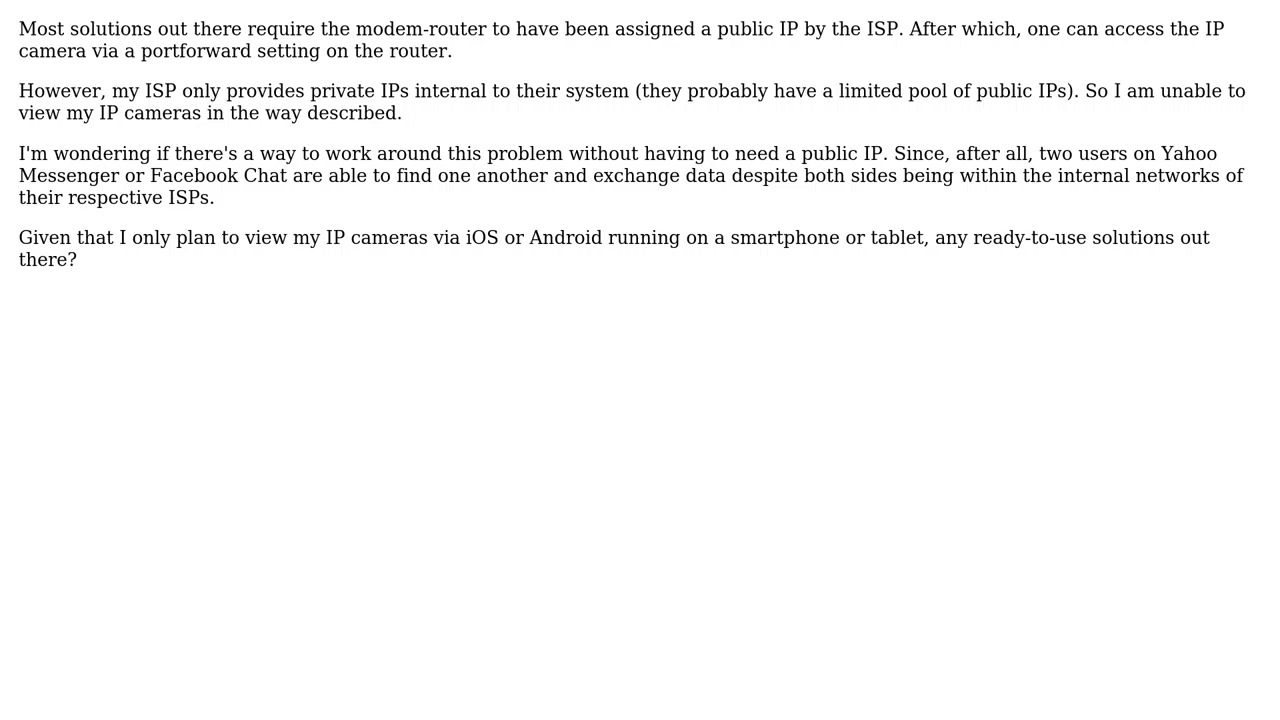 Most solutions out there require the modem-router to have been assigned a public IP by the ISP. After which, one can access the IP
camera via a portforward setting on the router.
However, my ISP only provides private IPs internal to their system (they probably have a limited pool of public IPs). So I am unable to
view my IP cameras in the way described.
I'm wondering if there's a way to work around this problem without having to need a public IP. Since, after all, two users on Yahoo
Messenger or Facebook Chat are able to find one another and exchange data despite both sides being within the internal networks of
their respective ISPs.
Given that I only plan to view my IP cameras via iOS or Android running on a smartphone or tablet, any ready-to-use solutions out
there?